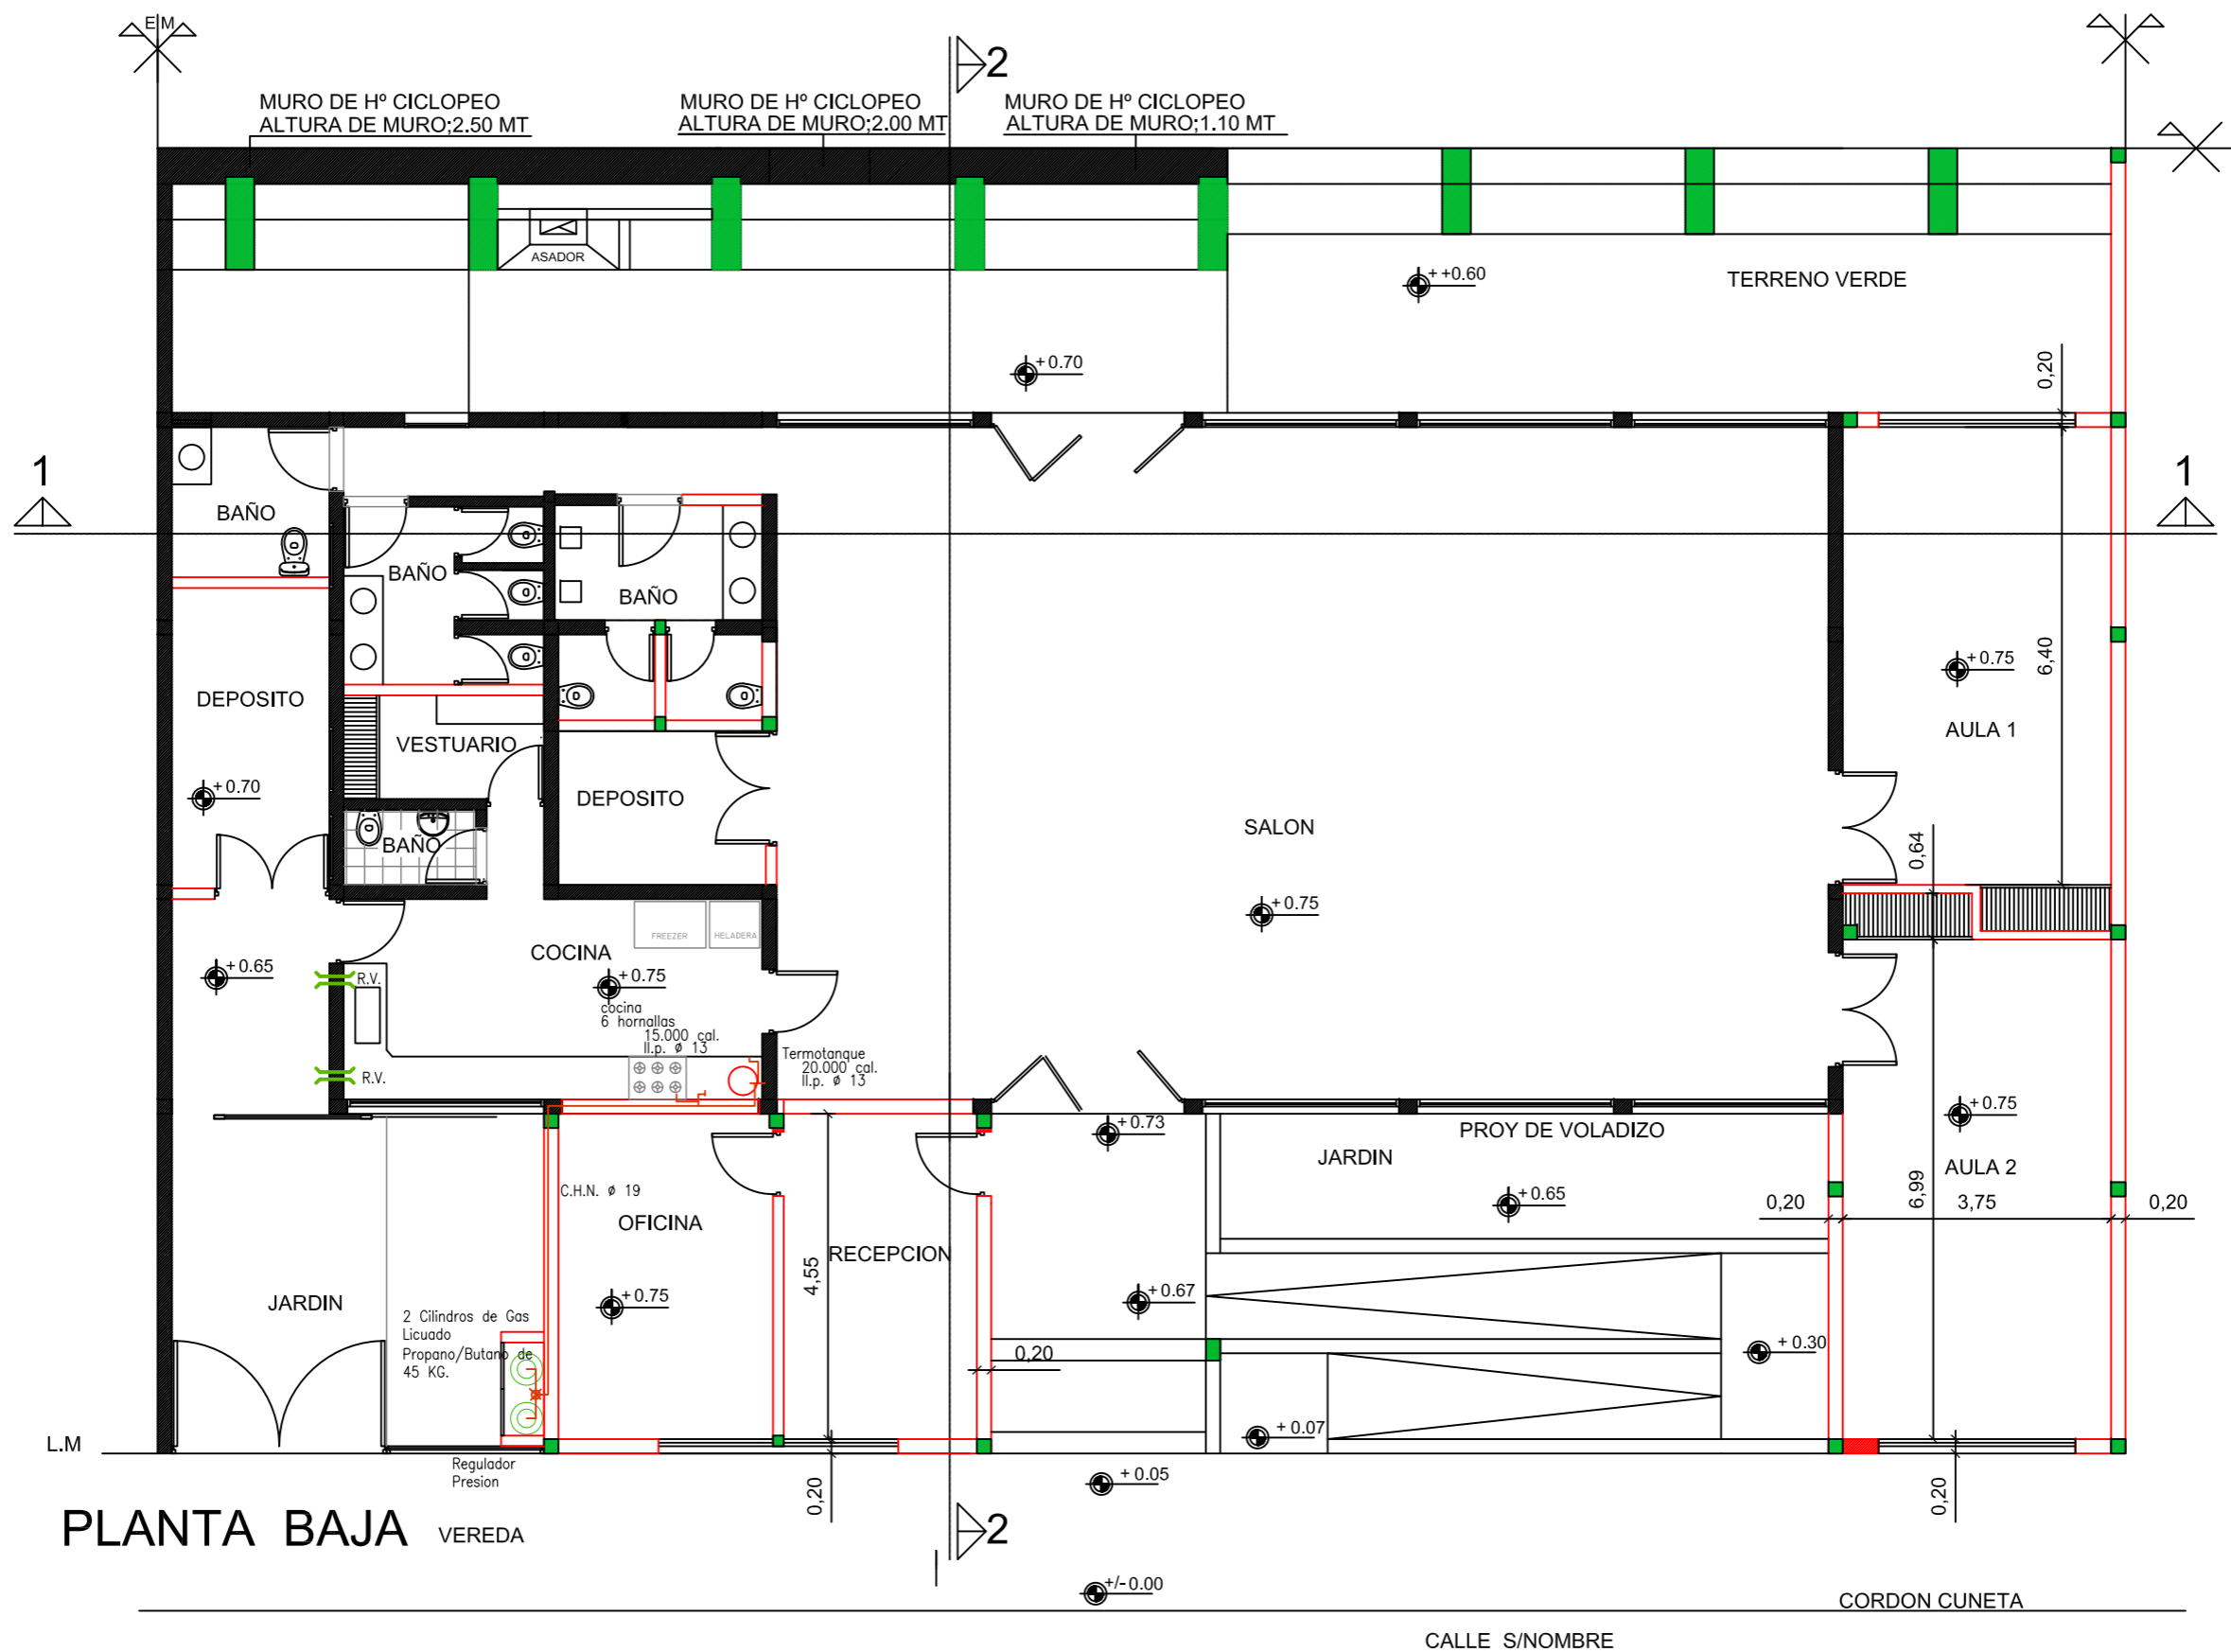 E M
2
MURO DE Hº CICLOPEO
ALTURA DE MURO;2.50 MT
MURO DE Hº CICLOPEO
ALTURA DE MURO;2.00 MT
MURO DE Hº CICLOPEO
ALTURA DE MURO;1.10 MT
ASADOR
++0.60
TERRENO VERDE
+0.70
0,20
1
1
BAÑO
BAÑO
BAÑO
DEPOSITO
+0.75
6,40
VESTUARIO
AULA 1
+0.70
DEPOSITO
SALON
BAÑO
0,64
+0.75
FREEZER
HELADERA
COCINA
+0.65
R.V.
+0.75
cocina
6 hornallas
15.000 cal.
ll.p. ø 13
Termotanque
20.000 cal.
ll.p. ø 13
R.V.
+0.73
PROY DE VOLADIZO
+0.75
JARDIN
AULA 2
C.H.N. ø 19
+0.65
6,99
0,20
3,75
0,20
OFICINA
RECEPCION
4,55
+0.75
+0.67
JARDIN
2 Cilindros de Gas
Licuado
Propano/Butano de
45 KG.
0,20
+0.30
+0.07
L.M
Regulador
Presion
+0.05
0,20
0,20
PLANTA BAJA
VEREDA
2
+/-0.00
CORDON CUNETA
CALLE S/NOMBRE